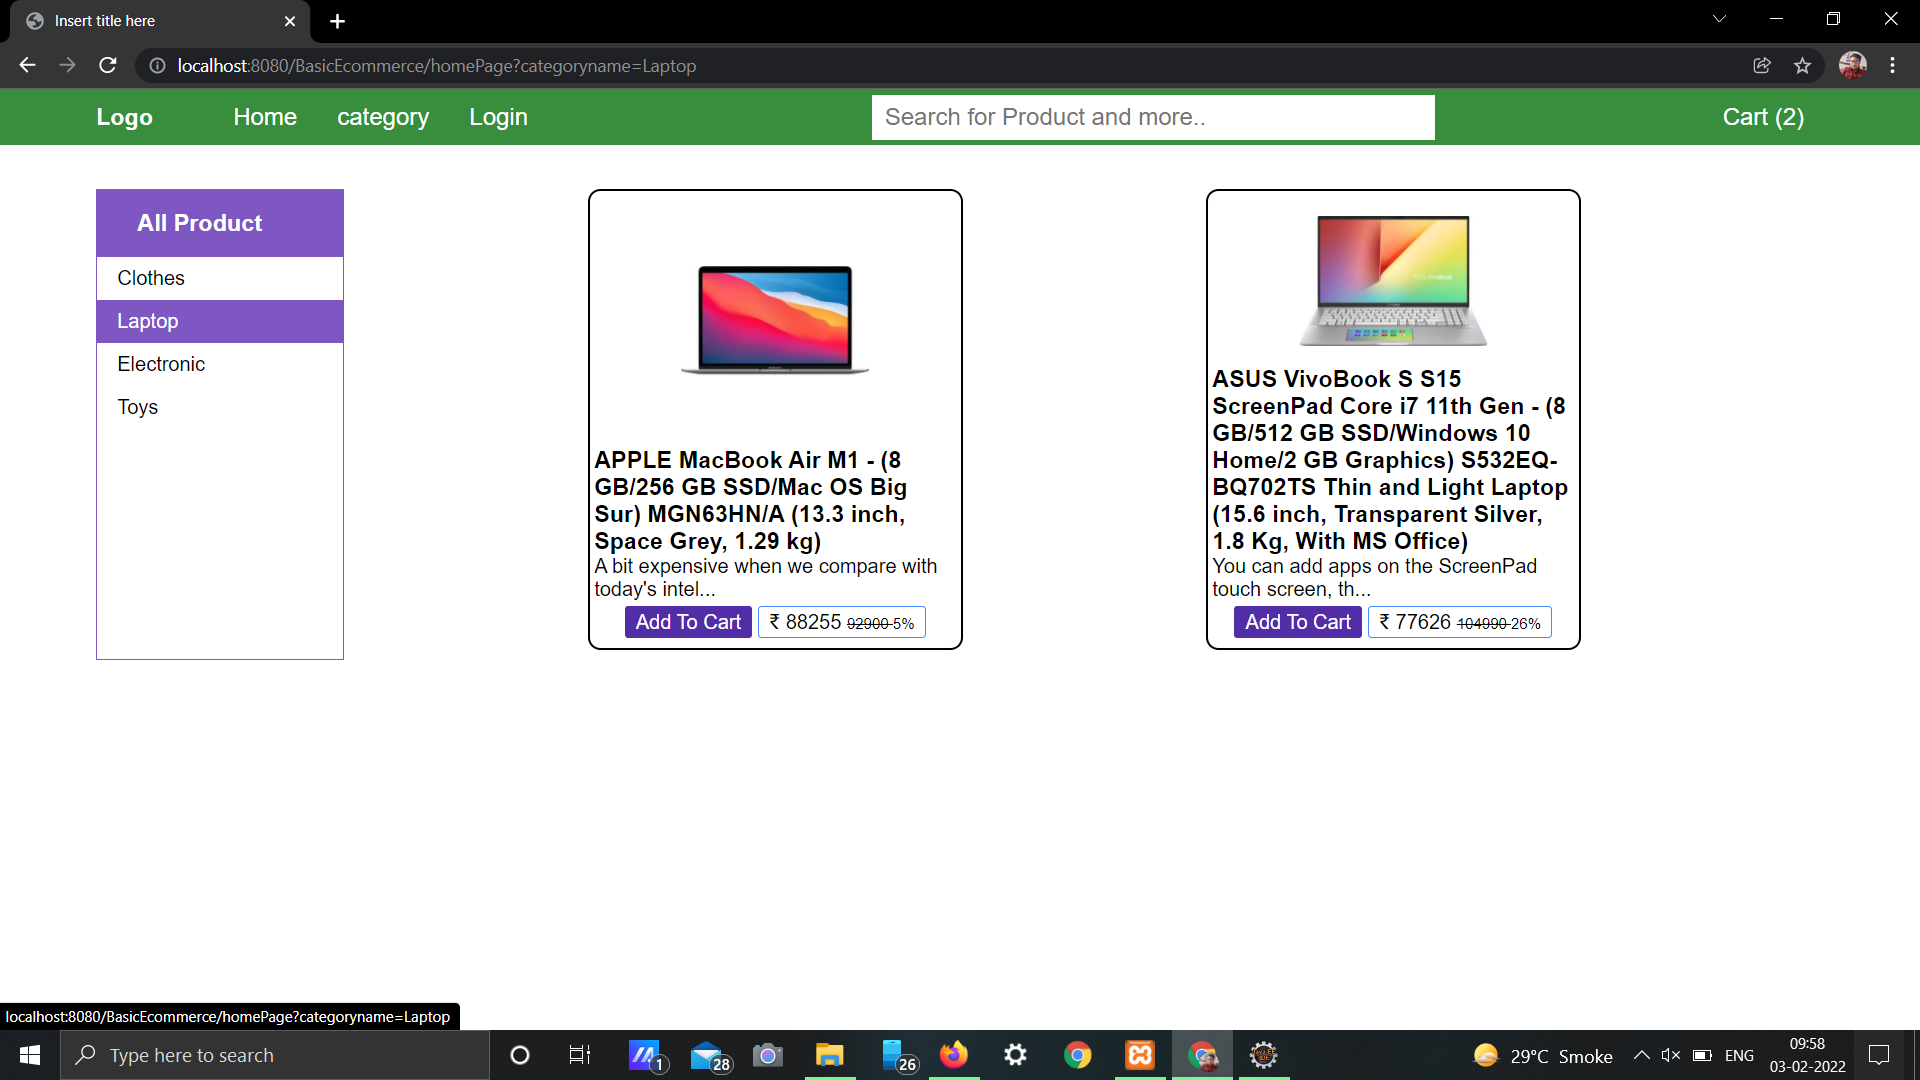 Insert title here
localhost:8080/BasicEcommerce/homePage?categoryname=Laptop
Logo Home category Login Search for Product and more.. Cart (2)
All Product
Clothes
Laptop
Electronic
Toys
APPLE MacBook Air M1 - (8
GB/256 GB SSD/Mac OS Big
Sur) MGN63HN/A (13.3 inch,
Space Grey, 1.29 kg)
A bit expensive when we compare with
today's intel...
Add To Cart ₹ 88255 92900 -5%
ASUS VivoBook S S15
ScreenPad Core i7 11th Gen - (8
GB/512 GB SSD/Windows 10
Home/2 GB Graphics) S532EQ-
BQ702TS Thin and Light Laptop
(15.6 inch, Transparent Silver,
1.8 Kg, With MS Office)
You can add apps on the ScreenPad
touch screen, th...
Add To Cart ₹ 77626 104990 -26%
localhost:8080/BasicEcommerce/homePage?categoryname=Laptop
Type here to search 1 28 26 29°C Smoke ENG 09:58
03-02-2022